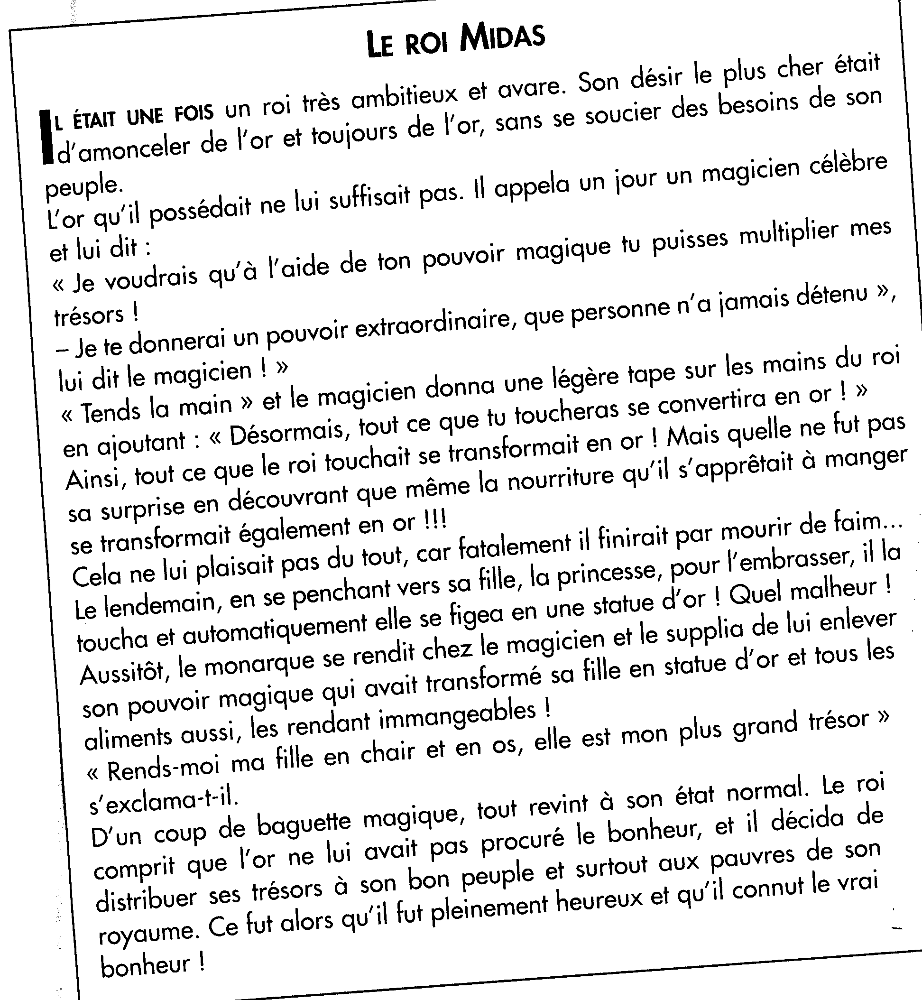 LE ROI MIDAS
IL ÉTAIT UNE FOIS un roi très ambitieux et avare. Son désir le plus cher était
d'amonceler de l'or et toujours de l'or, sans se soucier des besoins de son
peuple.
L'or qu'il possédait ne lui suffisait pas. Il appela un jour un magicien célèbre
et lui dit :
« Je voudrais qu'à l'aide de ton pouvoir magique tu puisses multiplier mes
trésors !
– Je te donnerai un pouvoir extraordinaire, que personne n'a jamais détenu »,
lui dit le magicien ! »
« Tends la main » et le magicien donna une légère tape sur les mains du roi
en ajoutant : « Désormais, tout ce que tu toucheras se convertira en or ! »
Ainsi, tout ce que le roi touchait se transformait en or ! Mais quelle ne fut pas
sa surprise en découvrant que même la nourriture qu'il s'apprêtait à manger
se transformait également en or !!!
Cela ne lui plaisait pas du tout, car fatalement il finirait par mourir de faim...
Le lendemain, en se penchant vers sa fille, la princesse, pour l'embrasser, il la
toucha et automatiquement elle se figea en une statue d'or ! Quel malheur !
Aussitôt, le monarque se rendit chez le magicien et le supplia de lui enlever
son pouvoir magique qui avait transformé sa fille en statue d'or et tous les
aliments aussi, les rendant immangeables !
« Rends-moi ma fille en chair et en os, elle est mon plus grand trésor »
s'exclama-t-il.
D'un coup de baguette magique, tout revint à son état normal. Le roi
comprit que l'or ne lui avait pas procuré le bonheur, et il décida de
distribuer ses trésors à son bon peuple et surtout aux pauvres de son
royaume. Ce fut alors qu'il fut pleinement heureux et qu'il connut le vrai
bonheur !